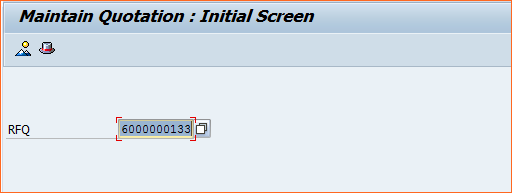 Maintain Quotation : Initial Screen
RFQ 6000000133